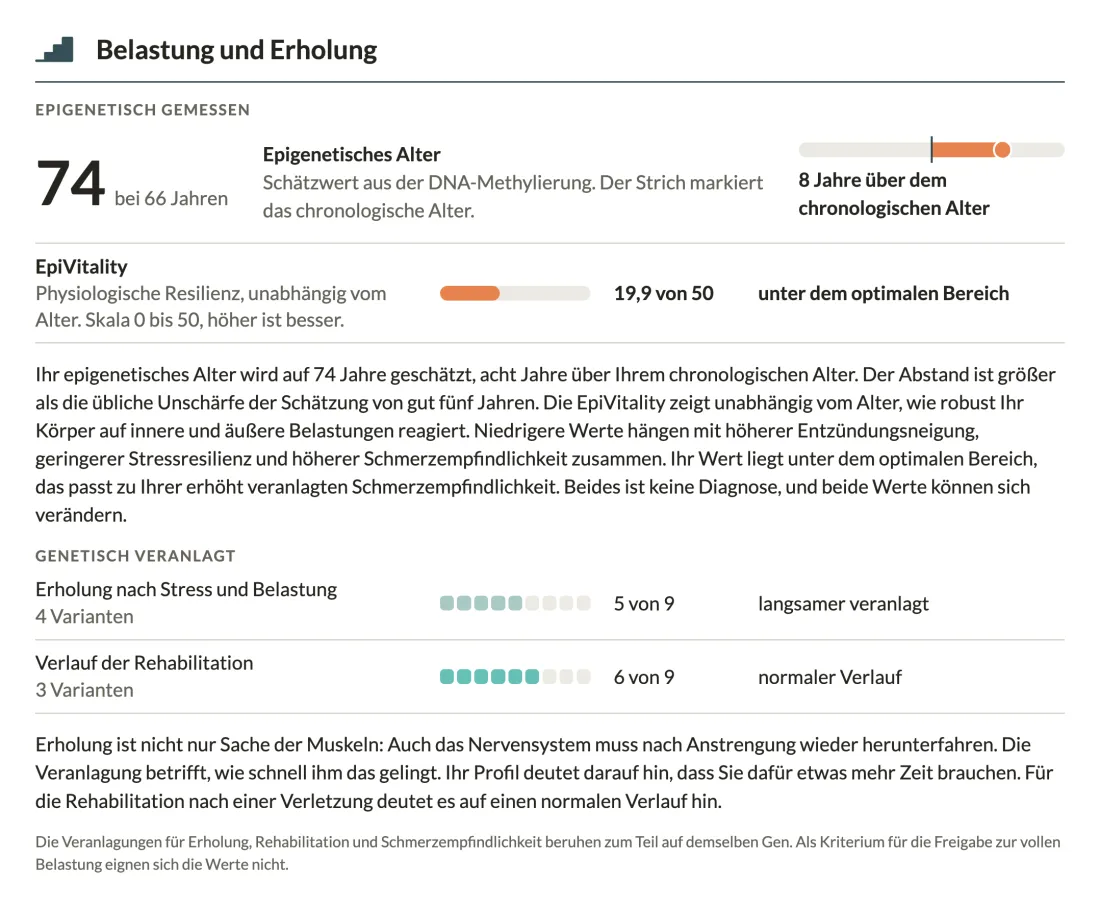 Belastung und Erholung
EPIGENETISCH GEMESSEN
74 bei 66 Jahren
Epigenetisches Alter
Schätzwert aus der DNA-Methylierung. Der Strich markiert
das chronologische Alter.
8 Jahre über dem
chronologischen Alter
EpiVitality
Physiologische Resilienz, unabhängig vom
Alter. Skala 0 bis 50, höher ist besser.
19,9 von 50
unter dem optimalen Bereich
Ihr epigenetisches Alter wird auf 74 Jahre geschätzt, acht Jahre über Ihrem chronologischen Alter. Der Abstand ist größer
als die übliche Unschärfe der Schätzung von gut fünf Jahren. Die EpiVitality zeigt unabhängig vom Alter, wie robust Ihr
Körper auf innere und äußere Belastungen reagiert. Niedrigere Werte hängen mit höherer Entzündungsneigung,
geringerer Stressresilienz und höherer Schmerzempfindlichkeit zusammen. Ihr Wert liegt unter dem optimalen Bereich,
das passt zu Ihrer erhöht veranlagten Schmerzempfindlichkeit. Beides ist keine Diagnose, und beide Werte können sich
verändern.
GENETISCH VERANLAGT
Erholung nach Stress und Belastung
4 Varianten
5 von 9
langsamer veranlagt
Verlauf der Rehabilitation
3 Varianten
6 von 9
normaler Verlauf
Erholung ist nicht nur Sache der Muskeln: Auch das Nervensystem muss nach Anstrengung wieder herunterfahren. Die
Veranlagung betrifft, wie schnell ihm das gelingt. Ihr Profil deutet darauf hin, dass Sie dafür etwas mehr Zeit brauchen. Für
die Rehabilitation nach einer Verletzung deutet es auf einen normalen Verlauf hin.
Die Veranlagungen für Erholung, Rehabilitation und Schmerzempfindlichkeit beruhen zum Teil auf demselben Gen. Als Kriterium für die Freigabe zur vollen
Belastung eignen sich die Werte nicht.